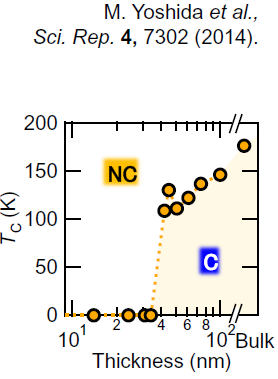 M. Yoshida et al.,
Sci. Rep. 4, 7302 (2014).
200
150
100
50
0
T_C (K)
NC
C
10^1 2 4 6 8 10^2 Bulk
Thickness (nm)